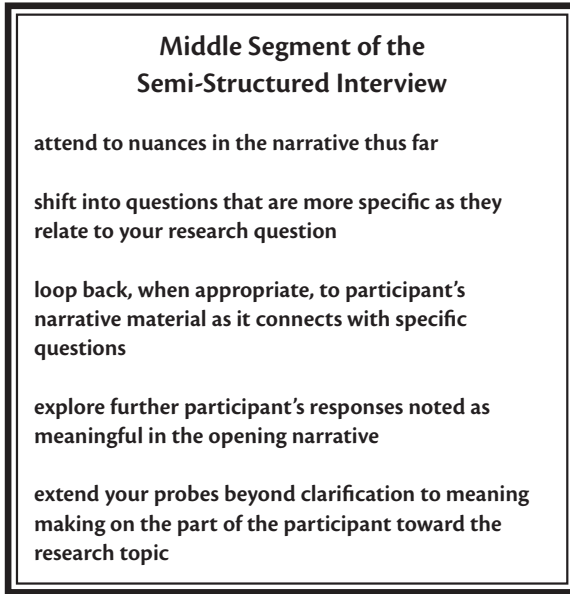 Middle Segment of the
Semi-Structured Interview
attend to nuances in the narrative thus far
shift into questions that are more specific as they
relate to your research question
loop back, when appropriate, to participant’s
narrative material as it connects with specific
questions
explore further participant’s responses noted as
meaningful in the opening narrative
extend your probes beyond clarification to meaning
making on the part of the participant toward the
research topic